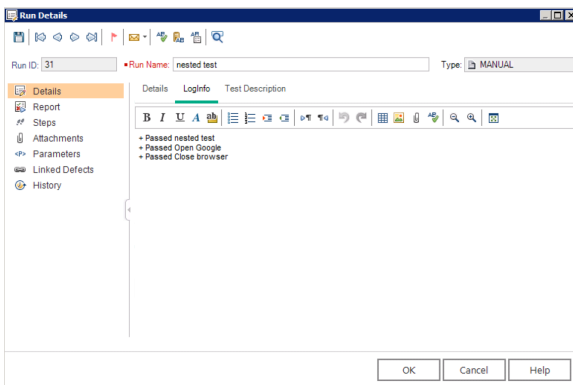 Run Details
Run ID: 31 *Run Name: nested test Type: MANUAL
Details
Report
Steps
Attachments
Parameters
Linked Defects
History
Details LogInfo Test Description
B I U A ab
+ Passed nested test
+ Passed Open Google
+ Passed Close browser
OK Cancel Help